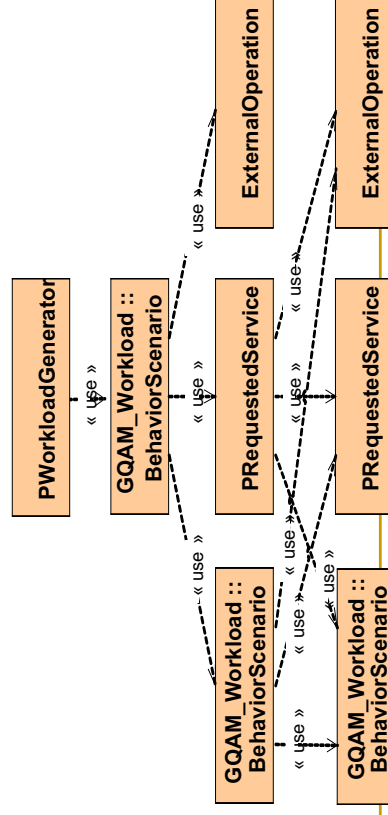 PWorkloadGenerator
« use »
GQAM_Workload ::
BehaviorScenario
« use »
« use »
« use »
GQAM_Workload ::
BehaviorScenario
PRequestedService
ExternalOperation
« use »
« use »
« use »
« use »
« use »
« use »
« use »
GQAM_Workload ::
BehaviorScenario
PRequestedService
ExternalOperation